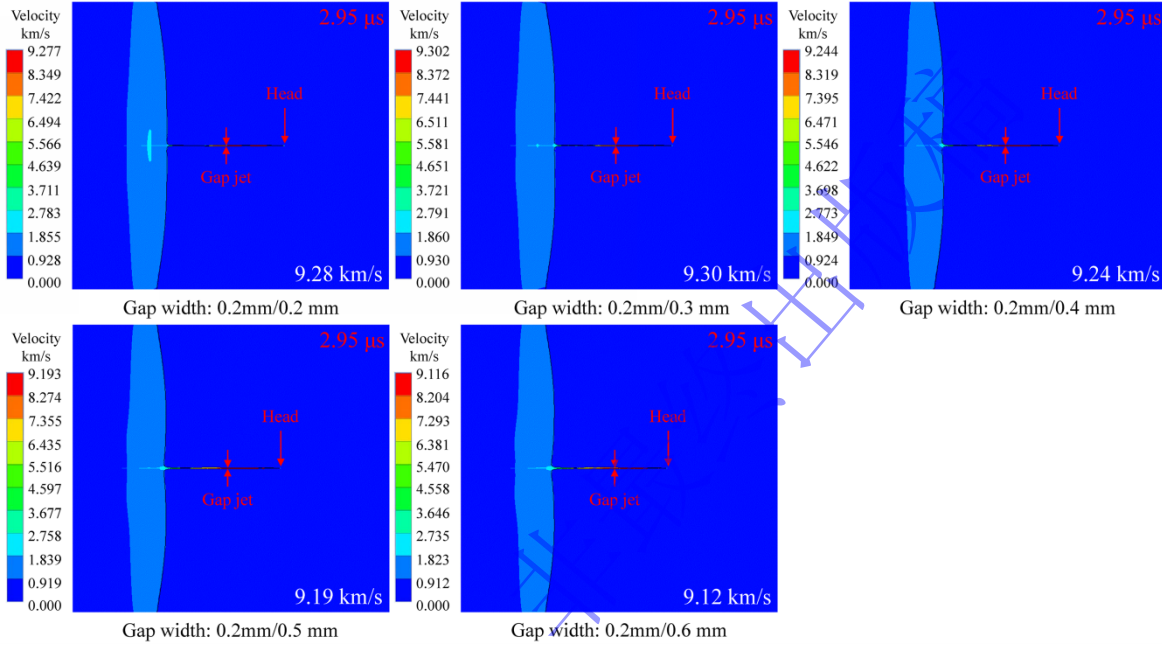 Velocity
km/s
9.277
8.349
7.422
6.494
5.566
4.639
3.711
2.783
1.855
0.928
0.000
2.95 μs
Head
Gap jet
9.28 km/s
Gap width: 0.2mm/0.2 mm
Velocity
km/s
9.302
8.372
7.441
6.511
5.581
4.651
3.721
2.791
1.860
0.930
0.000
2.95 μs
Head
Gap jet
9.30 km/s
Gap width: 0.2mm/0.3 mm
Velocity
km/s
9.244
8.319
7.395
6.471
5.546
4.622
3.698
2.773
1.849
0.924
0.000
2.95 μs
Head
Gap jet
9.24 km/s
Gap width: 0.2mm/0.4 mm
Velocity
km/s
9.193
8.274
7.355
6.435
5.516
4.597
3.677
2.758
1.839
0.919
0.000
2.95 μs
Head
Gap jet
9.19 km/s
Gap width: 0.2mm/0.5 mm
Velocity
km/s
9.116
8.204
7.293
6.381
5.470
4.558
3.646
2.735
1.823
0.912
0.000
2.95 μs
Head
Gap jet
9.12 km/s
Gap width: 0.2mm/0.6 mm